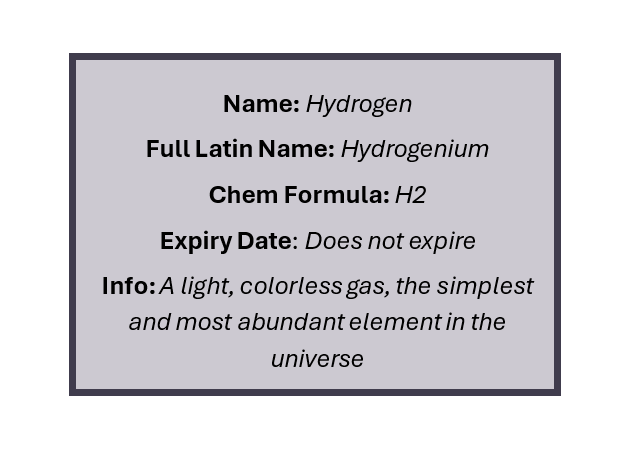 Name: Hydrogen
Full Latin Name: Hydrogenium
Chem Formula: H2
Expiry Date: Does not expire
Info: A light, colorless gas, the simplest
and most abundant element in the
universe